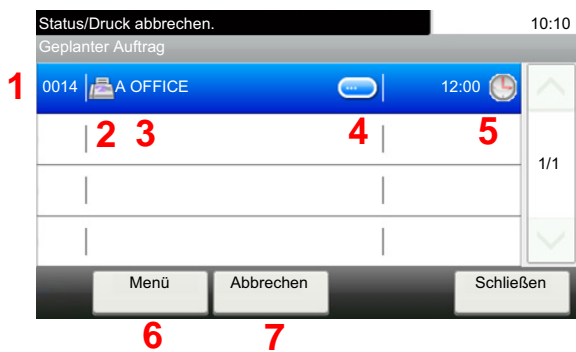 Status/Druck abbrechen. 10:10
Geplanter Auftrag
1 0014 A OFFICE ... 12:00
2 3 4 5
1/1
Menü Abbrechen Schließen
6 7